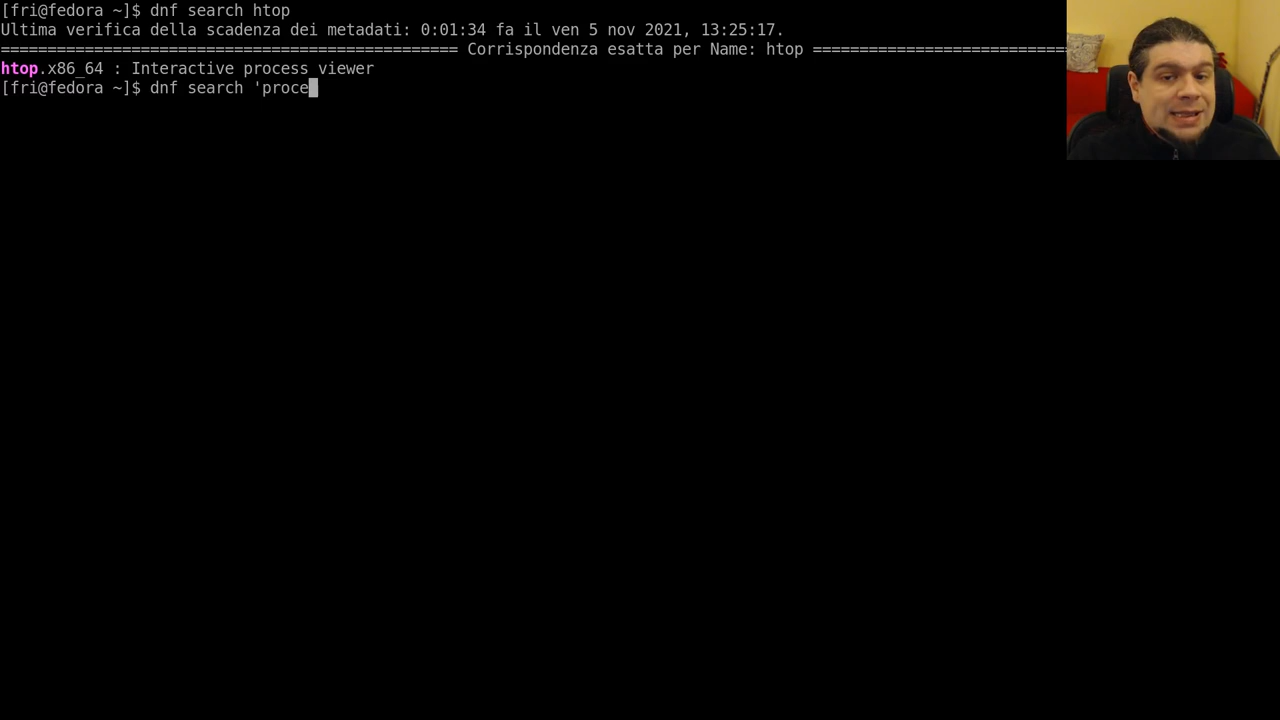 [fri@fedora ~]$ dnf search htop
Ultima verifica della scadenza dei metadati: 0:01:34 fa il ven 5 nov 2021, 13:25:17.
================================================= Corrispondenza esatta per Name: htop ===========================
htop.x86_64 : Interactive process viewer
[fri@fedora ~]$ dnf search 'proce